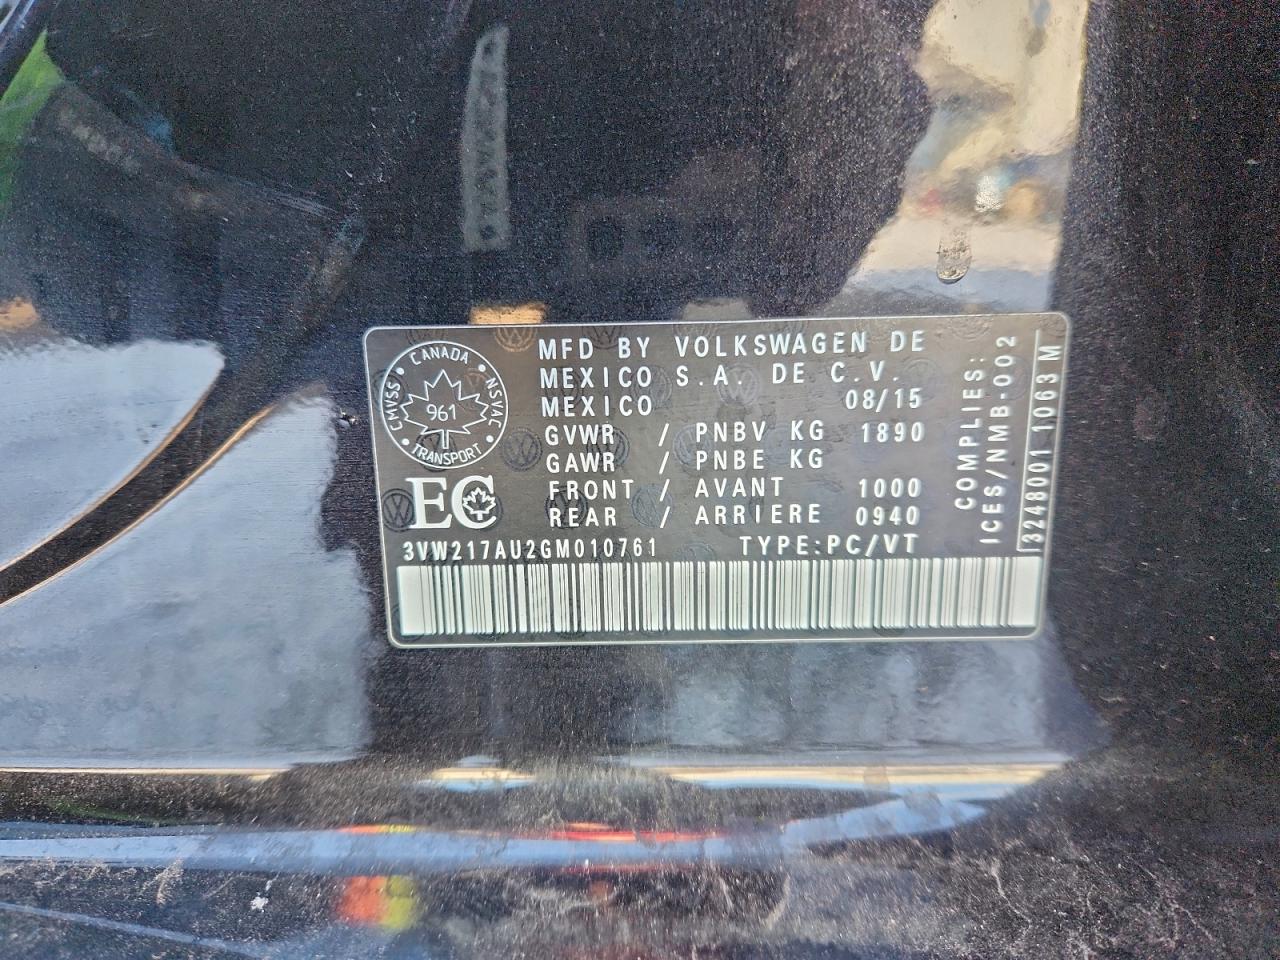 CANADA
CMVSS · NSVAC
961
TRANSPORT
EC
MFD BY VOLKSWAGEN DE
MEXICO S.A. DE C.V.
MEXICO 08/15
GVWR / PNBV KG 1890
GAWR / PNBE KG
FRONT / AVANT 1000
REAR / ARRIERE 0940
3VW217AU2GM010761 TYPE:PC/VT
COMPLIES:
ICES/NMB-002
3248001 1063 M